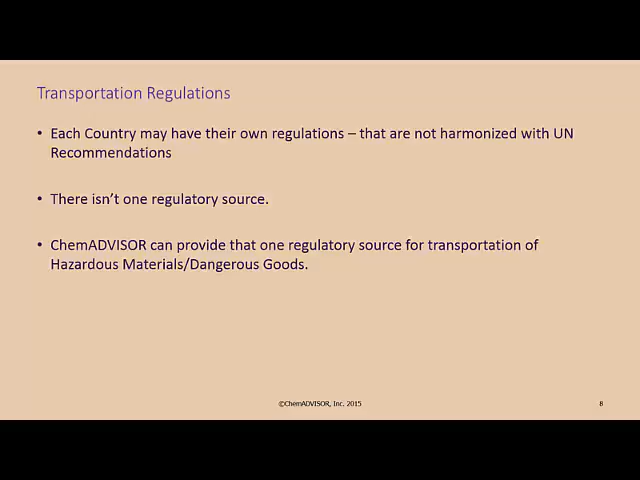 Transportation Regulations
• Each Country may have their own regulations – that are not harmonized with UN
Recommendations
• There isn't one regulatory source.
• ChemADVISOR can provide that one regulatory source for transportation of
Hazardous Materials/Dangerous Goods.
©ChemADVISOR, Inc. 2015
8